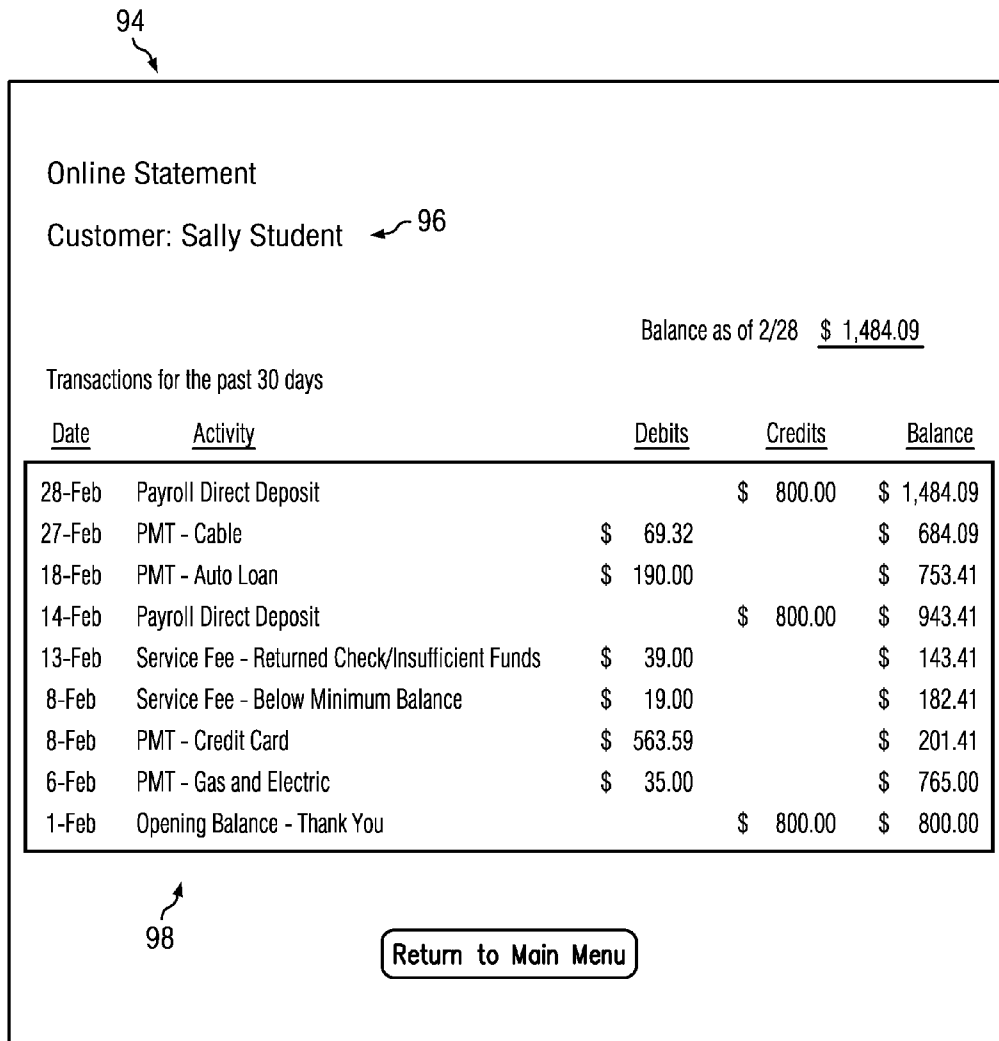 94
Online Statement
Customer: Sally Student 96
Balance as of 2/28 $ 1,484.09
Transactions for the past 30 days
Date Activity Debits Credits Balance
28-Feb Payroll Direct Deposit $ 800.00 $ 1,484.09
27-Feb PMT - Cable $ 69.32 $ 684.09
18-Feb PMT - Auto Loan $ 190.00 $ 753.41
14-Feb Payroll Direct Deposit $ 800.00 $ 943.41
13-Feb Service Fee - Returned Check/Insufficient Funds $ 39.00 $ 143.41
8-Feb Service Fee - Below Minimum Balance $ 19.00 $ 182.41
8-Feb PMT - Credit Card $ 563.59 $ 201.41
6-Feb PMT - Gas and Electric $ 35.00 $ 765.00
1-Feb Opening Balance - Thank You $ 800.00 $ 800.00
98
Return to Main Menu